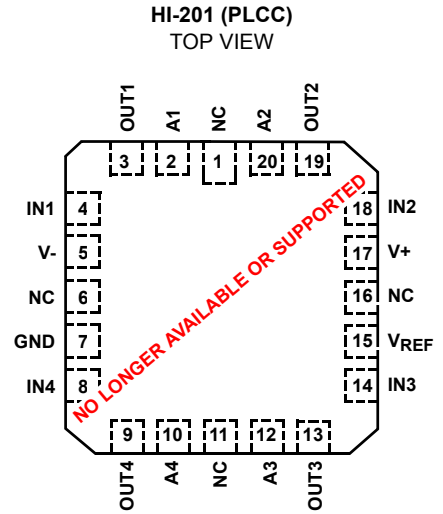 HI-201 (PLCC)
TOP VIEW
OUT1 A1 NC A2 OUT2
3 2 1 20 19
IN1 4 18 IN2
V- 5 17 V+
NC 6 16 NC
GND 7 15 VREF
IN4 8 14 IN3
NO LONGER AVAILABLE OR SUPPORTED
9 10 11 12 13
OUT4 A4 NC A3 OUT3